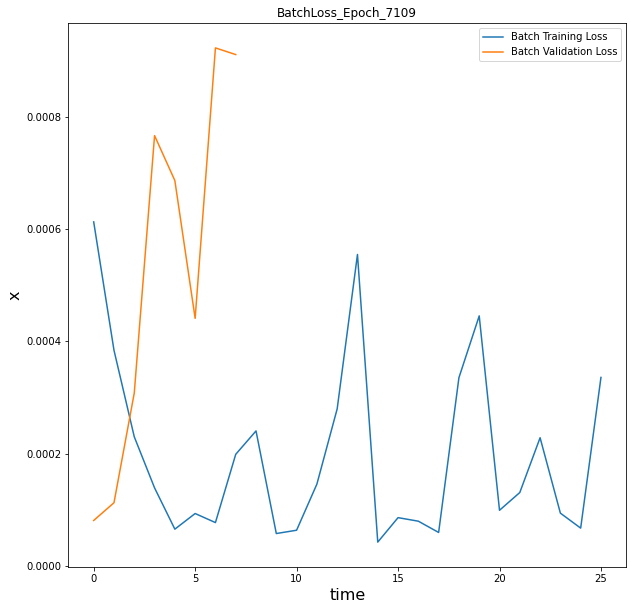 BatchLoss_Epoch_7109
Batch Training Loss
Batch Validation Loss
0.0008
0.0006
0.0004
0.0002
0.0000
x
0 5 10 15 20 25
time